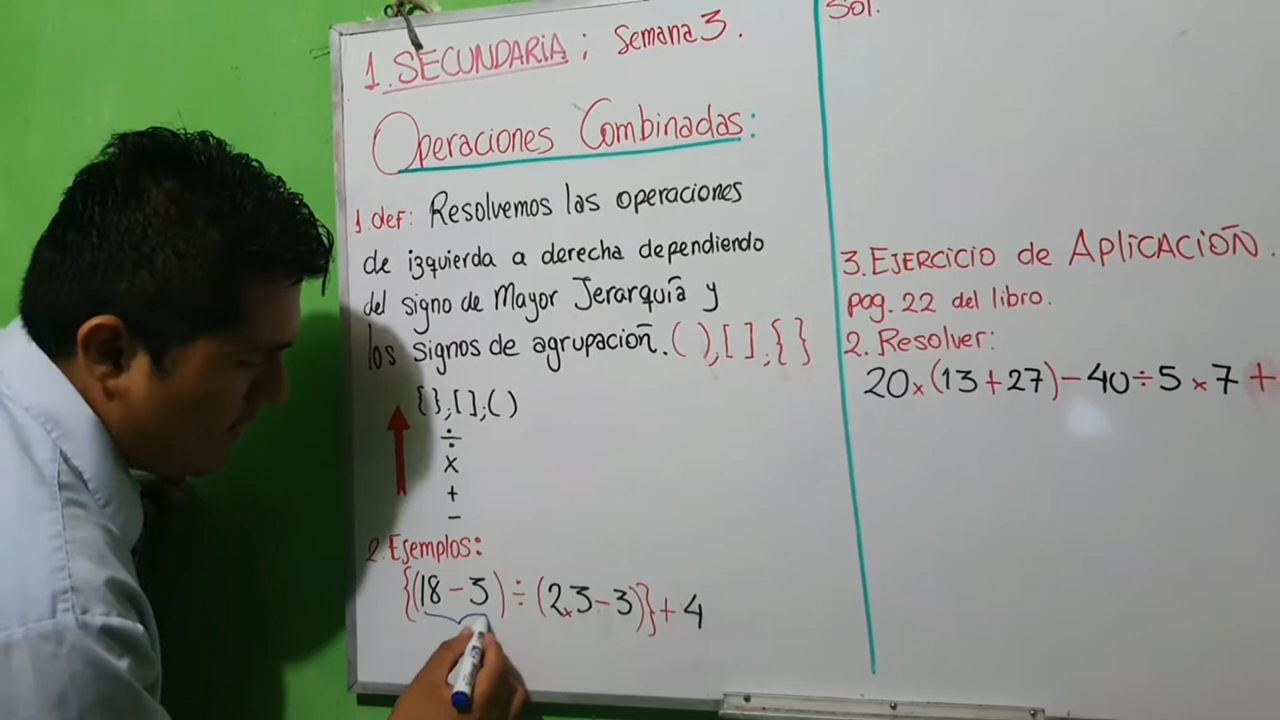 1. SECUNDARIA; Semana 3.
Operaciones Combinadas:
1.def: Resolvemos las operaciones
de izquierda a derecha dependiendo
del signo de Mayor Jerarquía y
los signos de agrupación. ( ),[ ],{ }
{},[],()
÷
x
+
-
2.Ejemplos:
{(18-3)÷(2x3-3)}+4
Sol.
3.EJERCICIO de APLICACIÓN.
pag. 22 del libro.
2. Resolver:
20x(13+27)-40÷5x7+